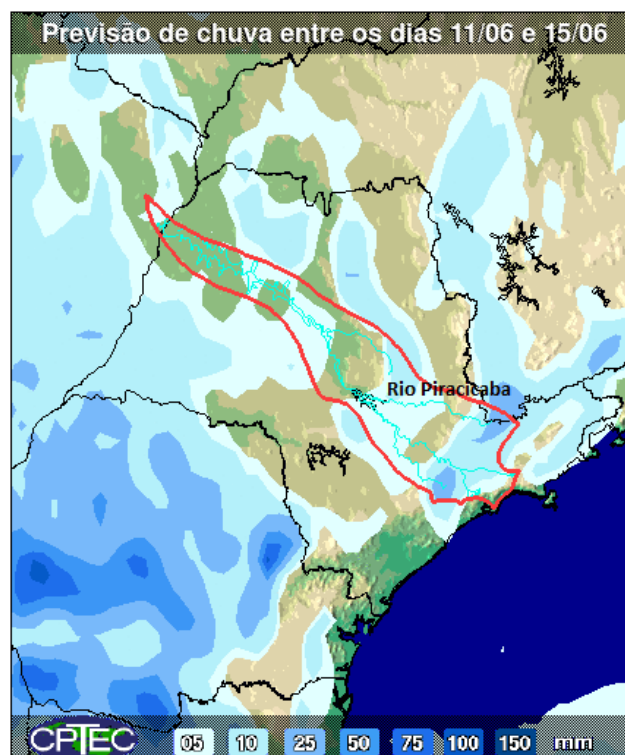 Previsão de chuva entre os dias 11/06 e 15/06
Rio Piracicaba
CPTEC 05 10 25 50 75 100 150 mm